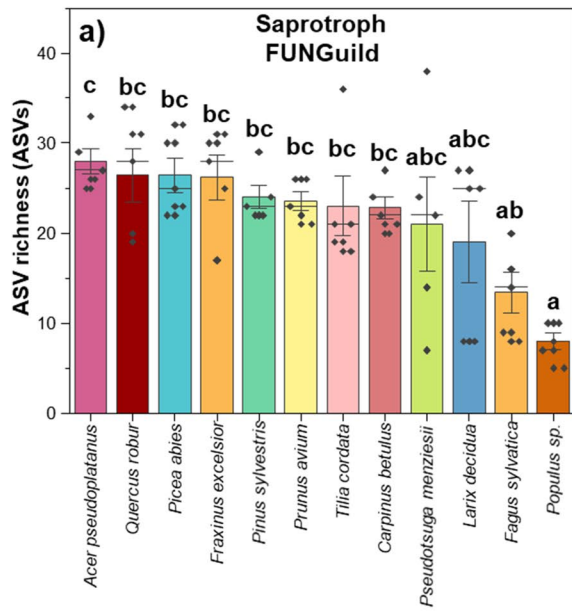 a)
Saprotroph
FUNGuild
ASV richness (ASVs)
40
30
20
10
0
c
bc
bc
bc
bc
bc
bc
bc
abc
abc
ab
a
Acer pseudoplatanus
Quercus robur
Picea abies
Fraxinus excelsior
Pinus sylvestris
Prunus avium
Tilia cordata
Carpinus betulus
Pseudotsuga menziesii
Larix decidua
Fagus sylvatica
Populus sp.